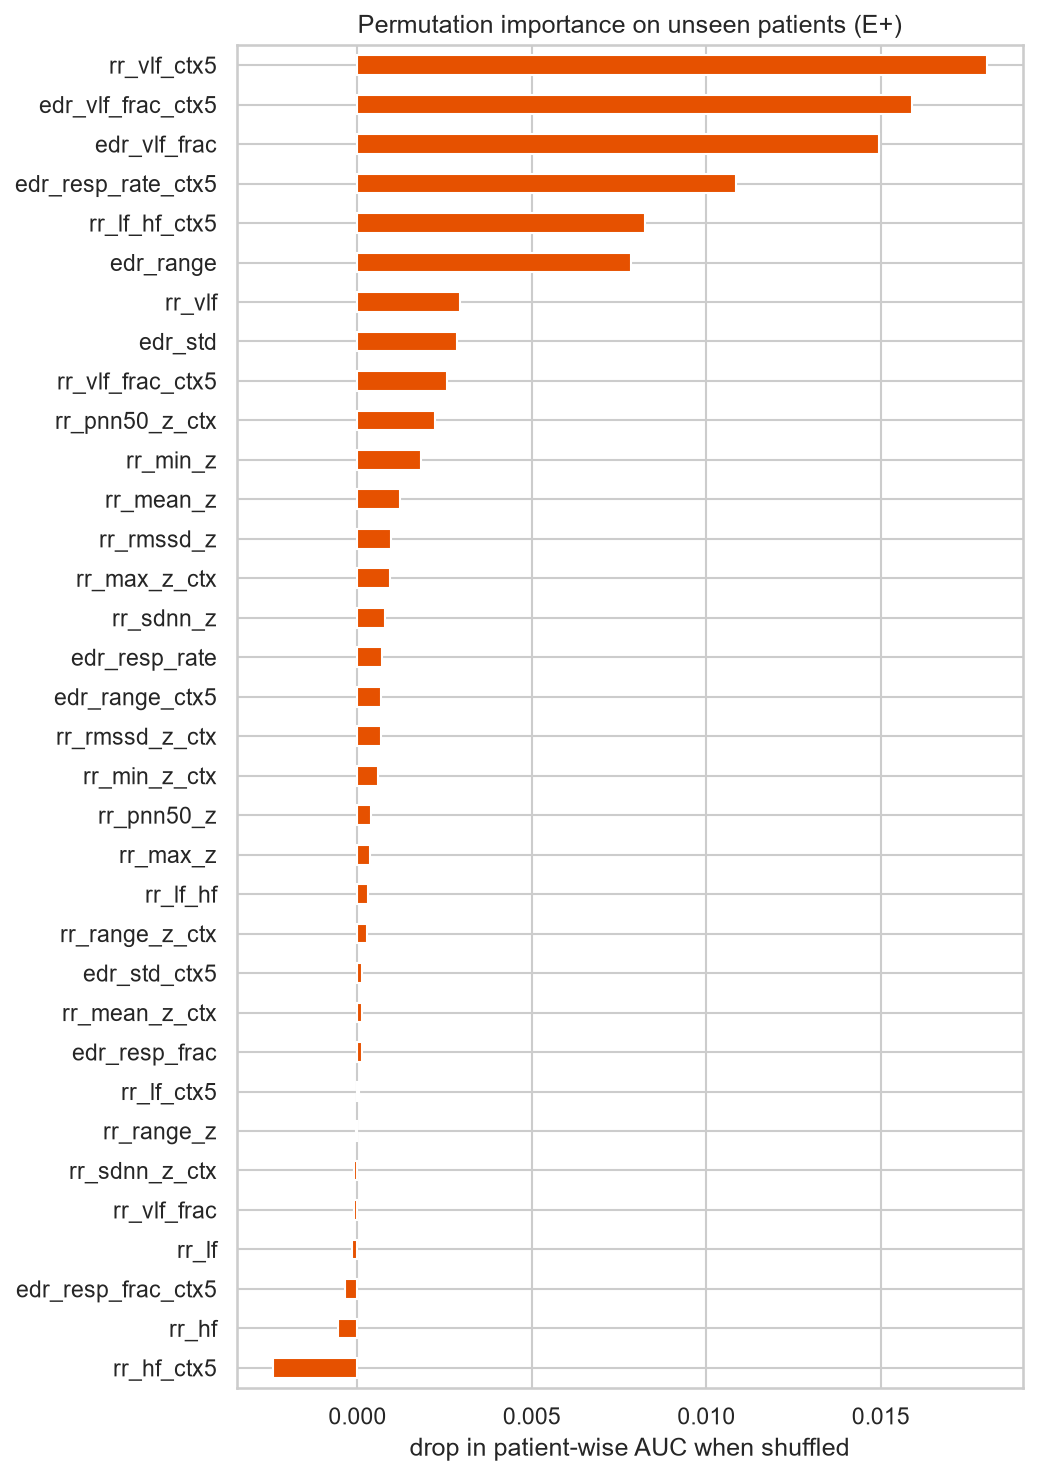 Permutation importance on unseen patients (E+)
rr_vlf_ctx5
edr_vlf_frac_ctx5
edr_vlf_frac
edr_resp_rate_ctx5
rr_lf_hf_ctx5
edr_range
rr_vlf
edr_std
rr_vlf_frac_ctx5
rr_pnn50_z_ctx
rr_min_z
rr_mean_z
rr_rmssd_z
rr_max_z_ctx
rr_sdnn_z
edr_resp_rate
edr_range_ctx5
rr_rmssd_z_ctx
rr_min_z_ctx
rr_pnn50_z
rr_max_z
rr_lf_hf
rr_range_z_ctx
edr_std_ctx5
rr_mean_z_ctx
edr_resp_frac
rr_lf_ctx5
rr_range_z
rr_sdnn_z_ctx
rr_vlf_frac
rr_lf
edr_resp_frac_ctx5
rr_hf
rr_hf_ctx5
0.000 0.005 0.010 0.015
drop in patient-wise AUC when shuffled